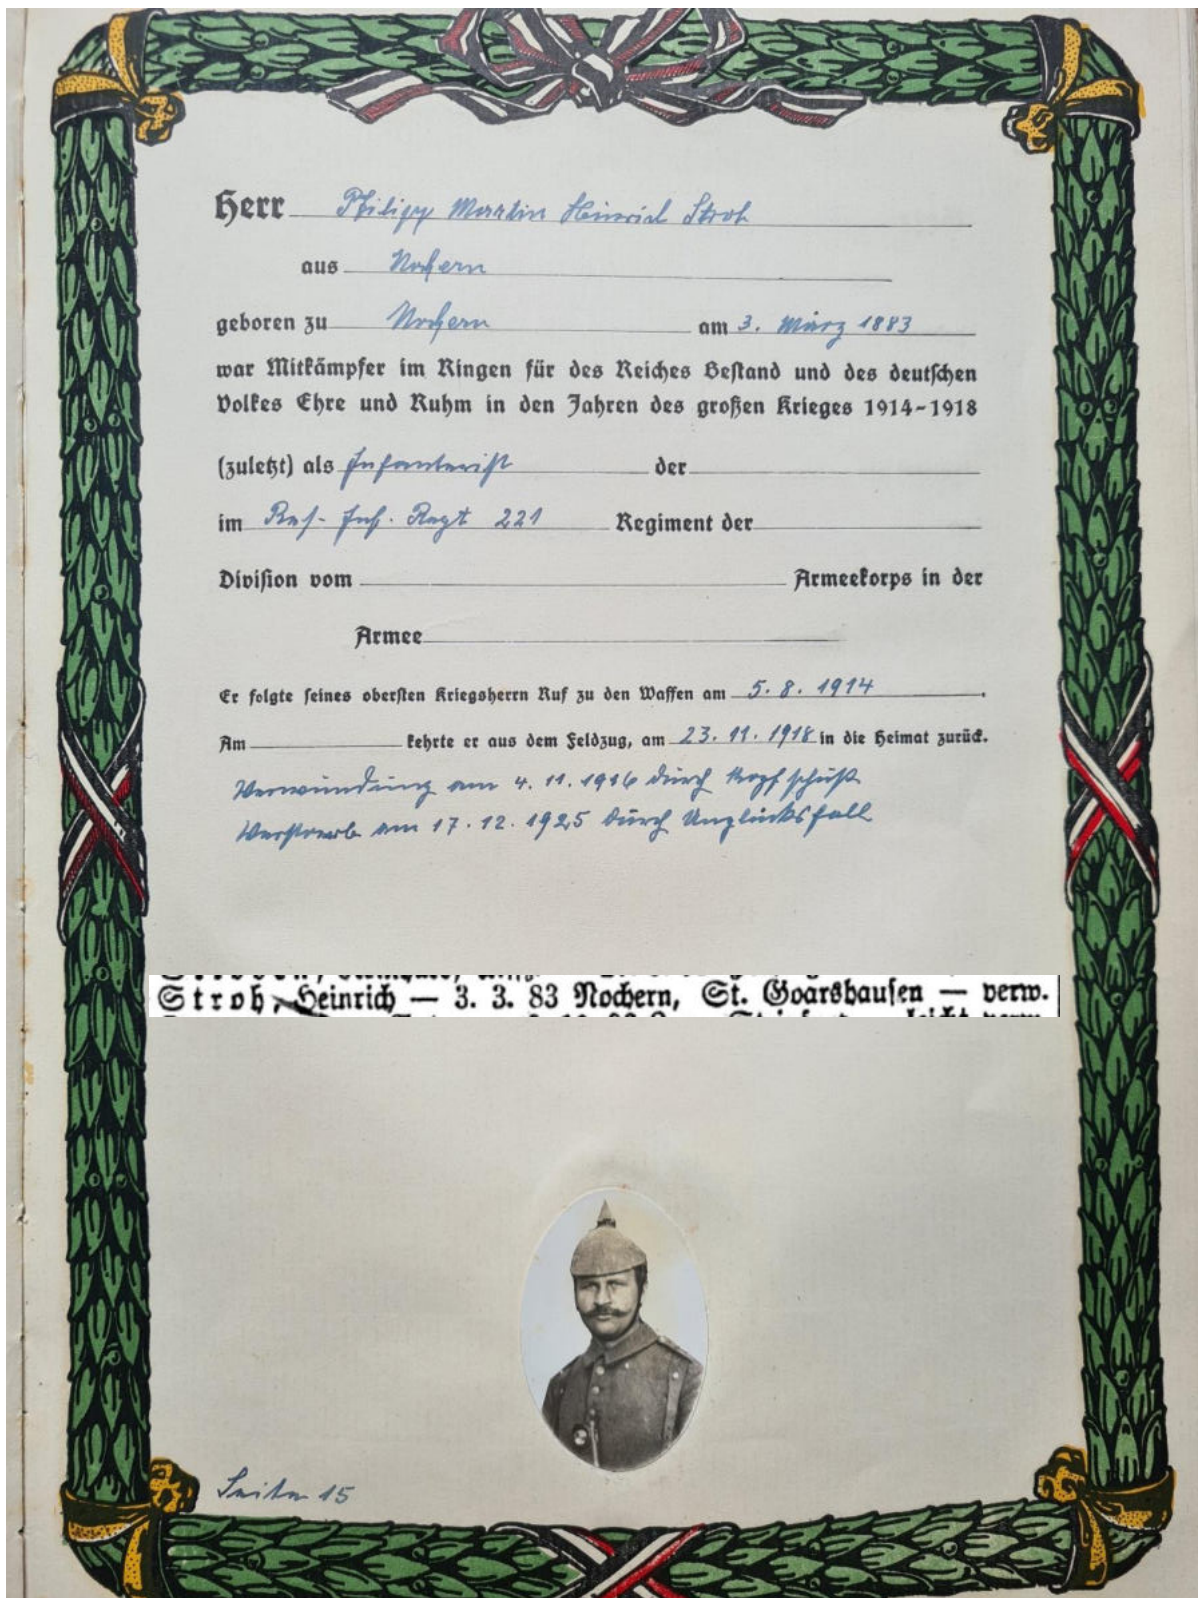 Herr Philipp Martin Heinrich Stroh
aus Nochern
geboren zu Nochern am 3. März 1883
war Mitkämpfer im Ringen für des Reiches Bestand und des deutschen
Volkes Ehre und Ruhm in den Jahren des großen Krieges 1914-1918
(zuletzt) als Infanterist der
im Res. Inf. Regt 221 Regiment der
Division vom Armeekorps in der
Armee
Er folgte seines obersten Kriegsherrn Ruf zu den Waffen am 5. 8. 1914.
Am kehrte er aus dem Feldzug, am 23. 11. 1918 in die Heimat zurück.
Verwundung am 4. 11. 1916 durch Kopfschuß
Verstarb am 17. 12. 1925 durch Unglücksfall
Stroh, Heinrich — 3. 3. 83 Nochern, St. Goarshausen — verw.
Seite 15